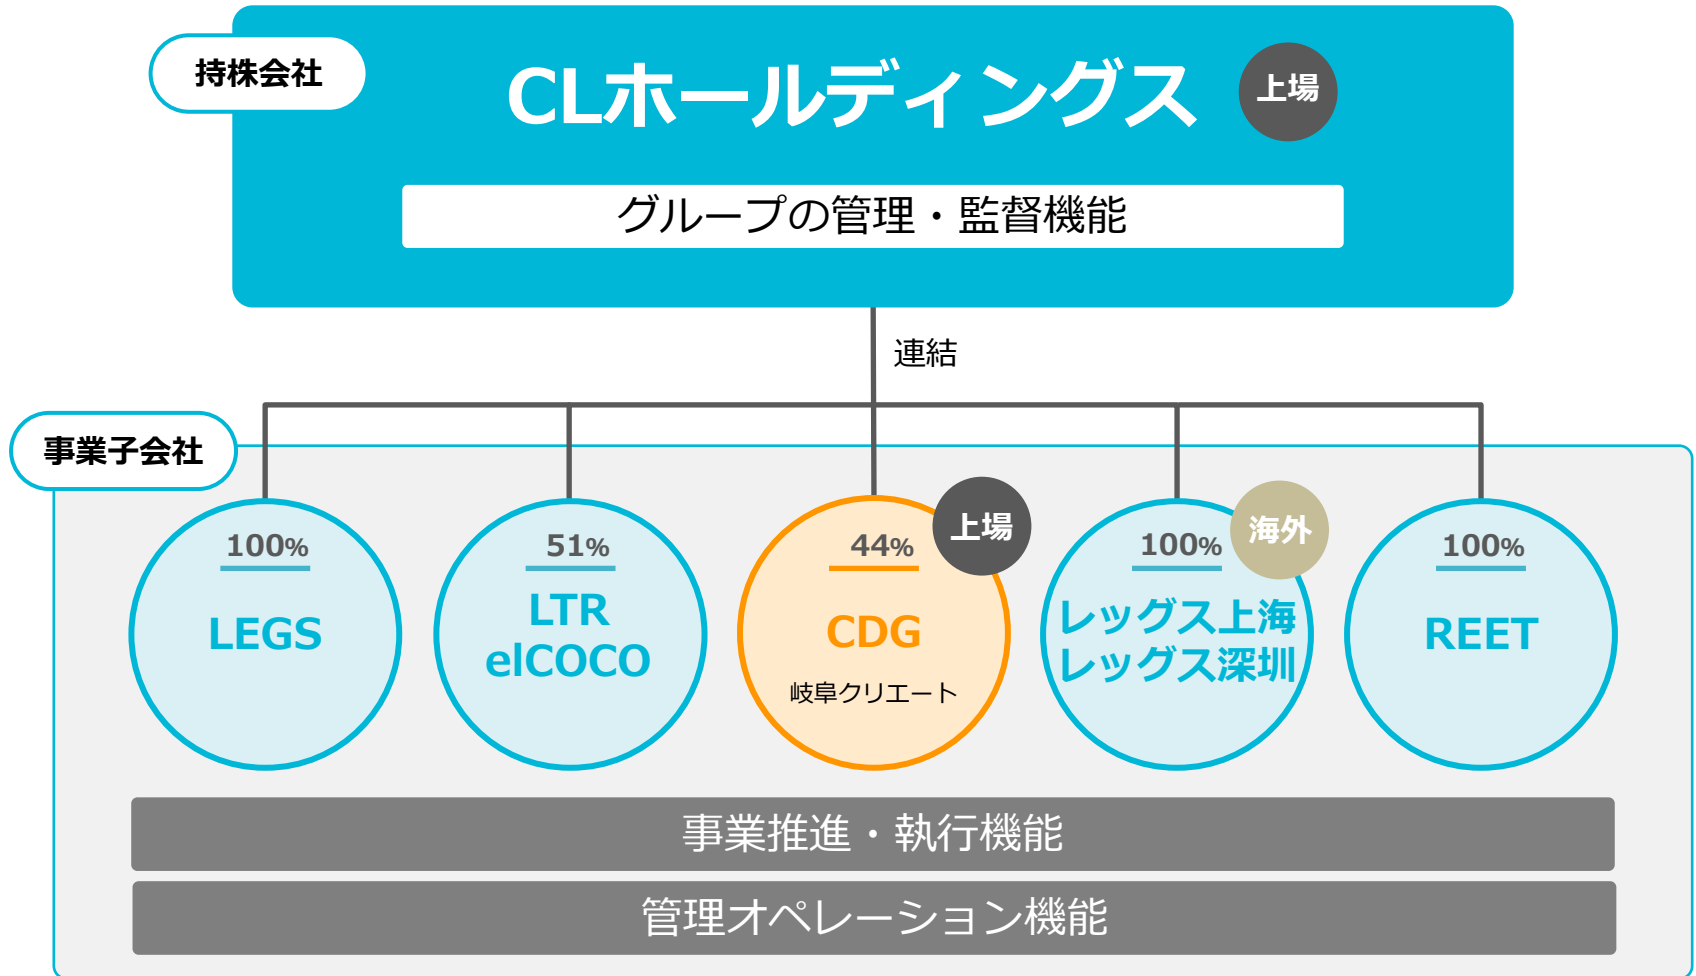 持株会社
CLホールディングス
上場
グループの管理・監督機能
連結
事業子会社
100%
LEGS
51%
LTR
elCOCO
44%
上場
CDG
岐阜クリエート
100%
海外
レッグス上海
レッグス深圳
100%
REET
事業推進・執行機能
管理オペレーション機能